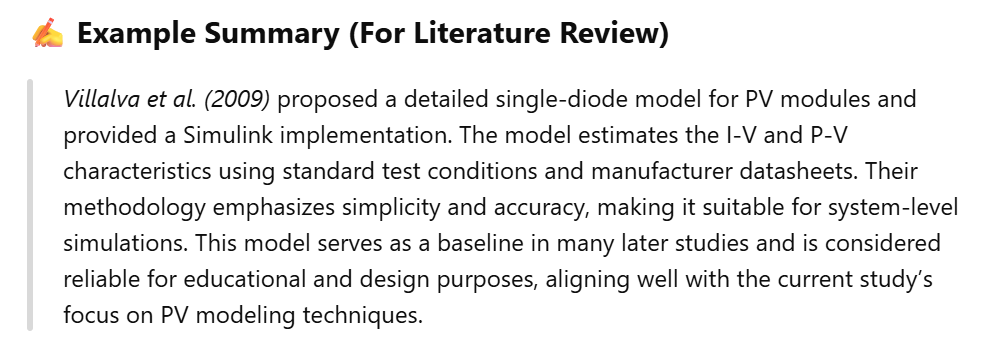 ✍️ Example Summary (For Literature Review)
Villalva et al. (2009) proposed a detailed single-diode model for PV modules and
provided a Simulink implementation. The model estimates the I-V and P-V
characteristics using standard test conditions and manufacturer datasheets. Their
methodology emphasizes simplicity and accuracy, making it suitable for system-level
simulations. This model serves as a baseline in many later studies and is considered
reliable for educational and design purposes, aligning well with the current study’s
focus on PV modeling techniques.